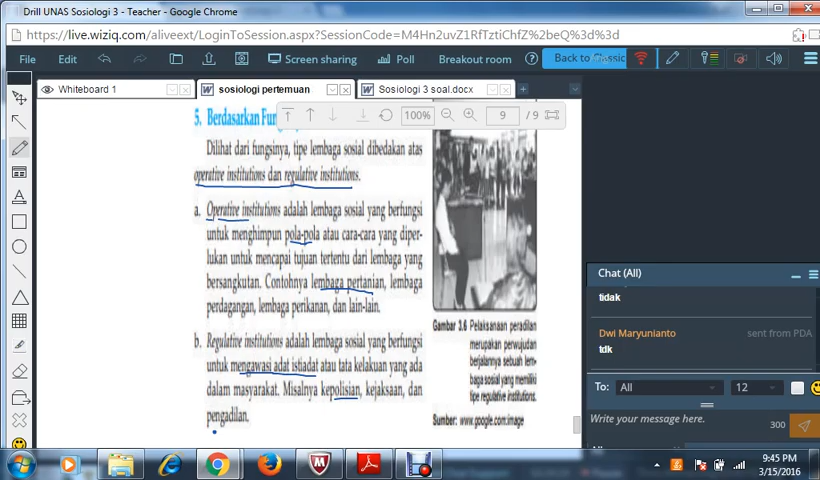 Drill UNAS Sosiologi 3 - Teacher - Google Chrome
https://live.wiziq.com/aliveext/LoginToSession.aspx?SessionCode=M4Hn2uvZ1RfTztiChfZ%2beQ%3d%3d
File Edit Screen sharing Poll Breakout room Back to Classic
Whiteboard 1 sosiologi pertemuan Sosiologi 3 soal.docx
100% 9 / 9
5. Berdasarkan
Dilihat dari fungsinya, tipe lembaga sosial dibedakan atas
operative institutions dan regulative institutions.
a. Operative institutions adalah lembaga sosial yang berfungsi
untuk menghimpun pola-pola atau cara-cara yang diper-
lukan untuk mencapai tujuan tertentu dari lembaga yang
bersangkutan. Contohnya lembaga pertanian, lembaga
perdagangan, lembaga perikanan, dan lain-lain.
b. Regulative institutions adalah lembaga sosial yang berfungsi
untuk mengawasi adat istiadat atau tata kelakuan yang ada
dalam masyarakat. Misalnya kepolisian, kejaksaan, dan
pengadilan.
Gambar 3.6 Pelaksanaan peradilan
merupakan perwujudan
berjalannya sebuah lem-
baga sosial yang memiliki
tipe regulative institutions.
Sumber: www.google.com.image
Chat (All)
tidak
Dwi Maryunianto sent from PDA
tdk
To: All 12
Write your message here.
300
9:45 PM
3/15/2016